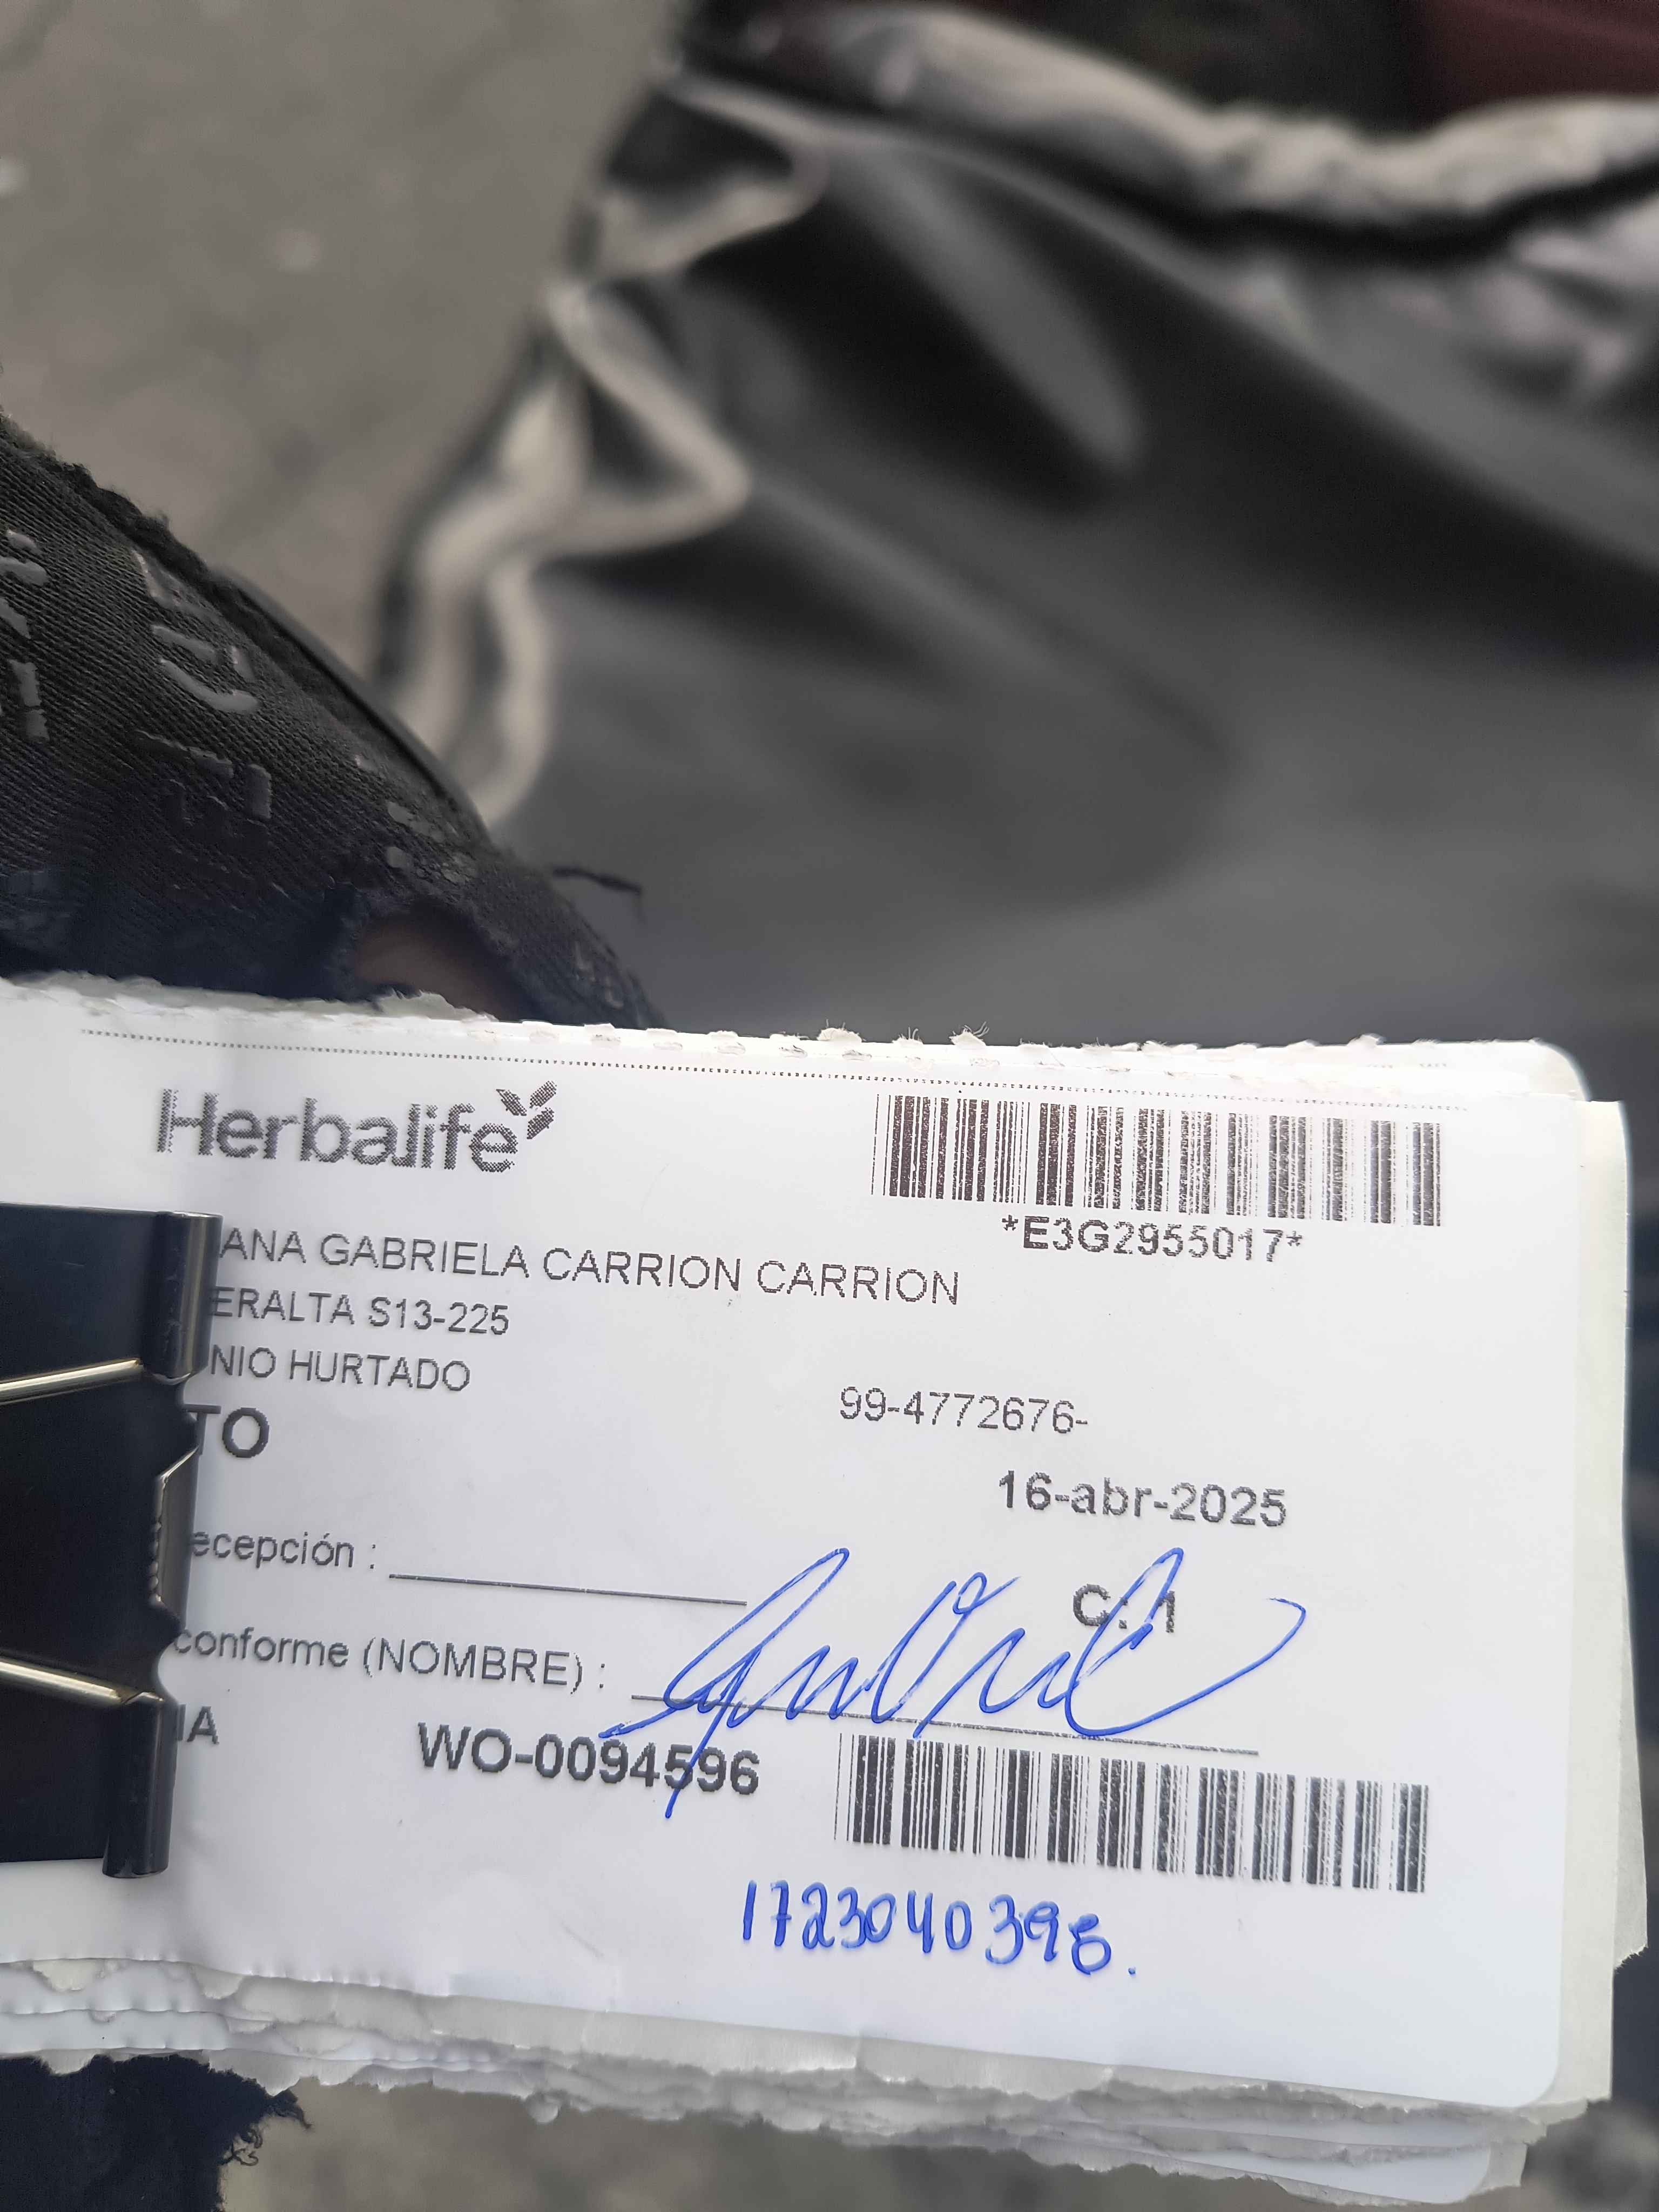 Herbalife
*E3G2955017*
ANA GABRIELA CARRION CARRION
ERALTA S13-225
NIO HURTADO
99-4772676-
TO
16-abr-2025
ecepción :
C: 1
conforme (NOMBRE) :
IA
WO-0094596
1723040398.